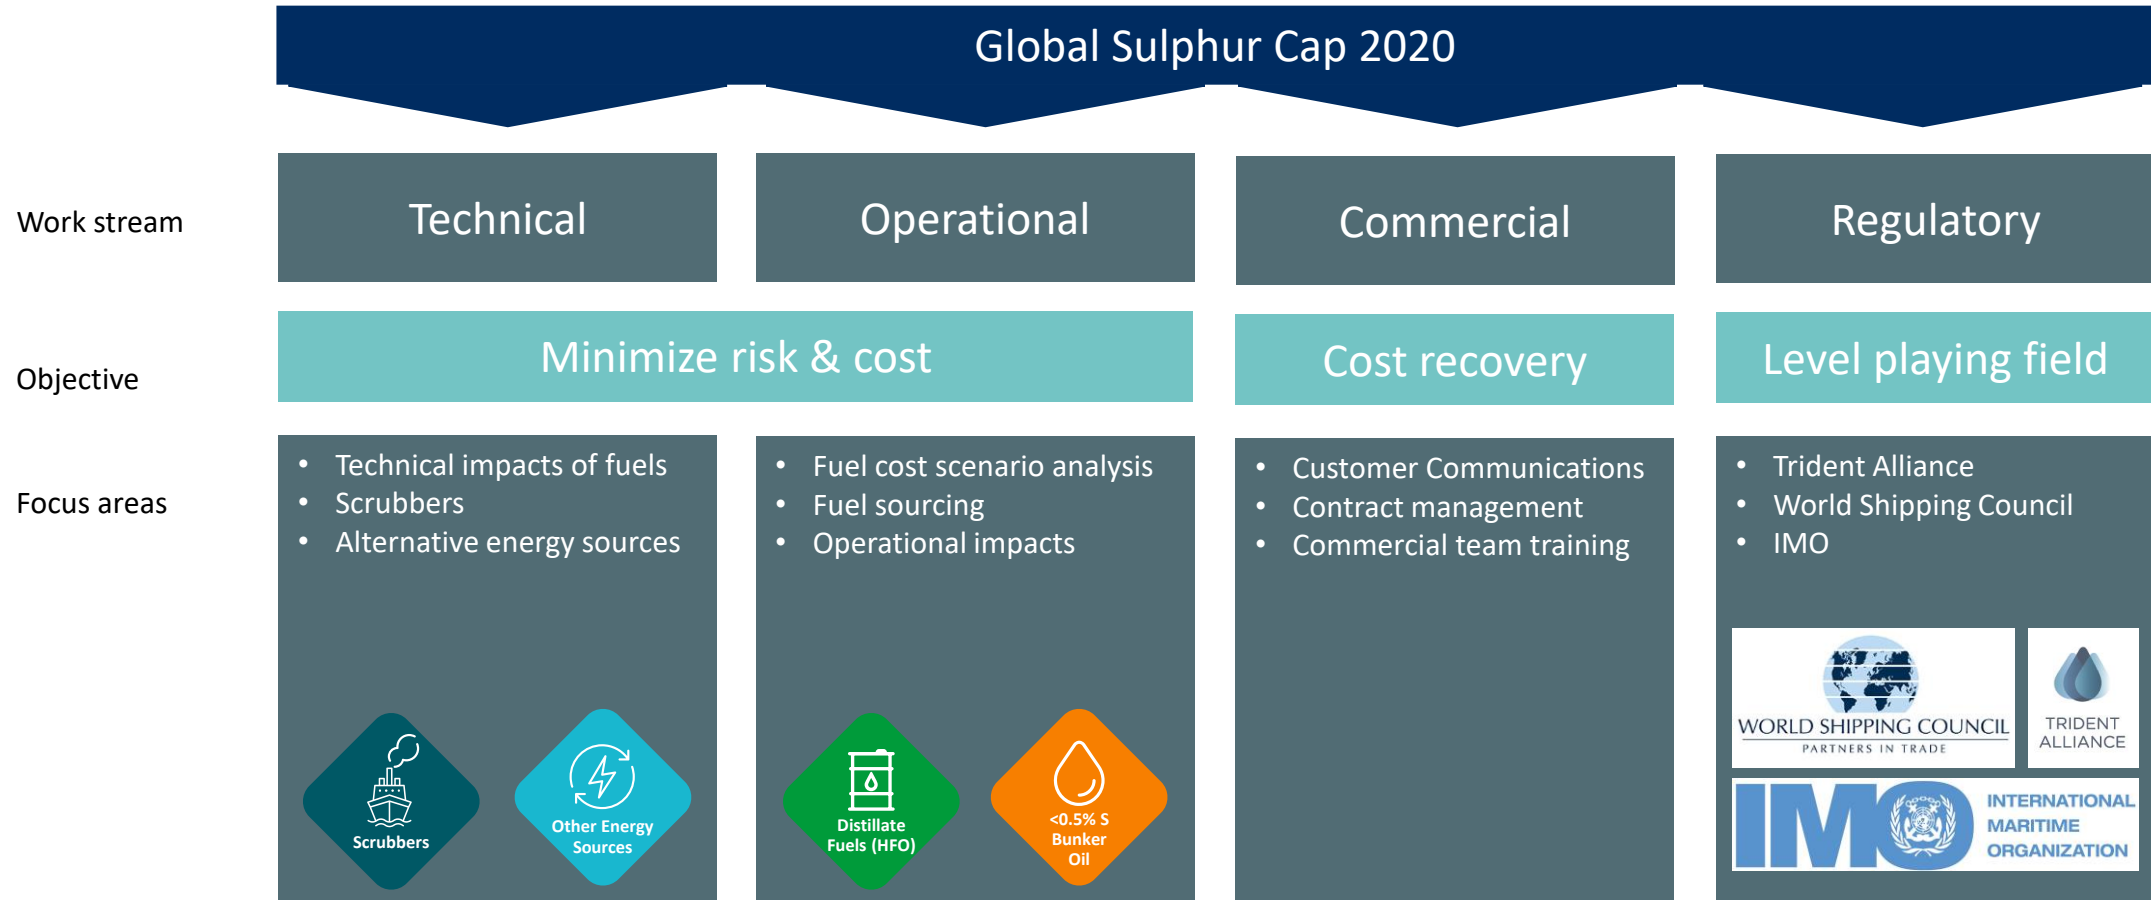 Global Sulphur Cap 2020
Work stream
Technical
Operational
Commercial
Regulatory
Objective
Minimize risk & cost
Cost recovery
Level playing field
Focus areas
• Technical impacts of fuels
• Scrubbers
• Alternative energy sources
• Fuel cost scenario analysis
• Fuel sourcing
• Operational impacts
• Customer Communications
• Contract management
• Commercial team training
• Trident Alliance
• World Shipping Council
• IMO
Scrubbers
Other Energy
Sources
Distillate
Fuels (HFO)
<0.5% S
Bunker
Oil
WORLD SHIPPING COUNCIL
PARTNERS IN TRADE
TRIDENT
ALLIANCE
IMO
INTERNATIONAL
MARITIME
ORGANIZATION